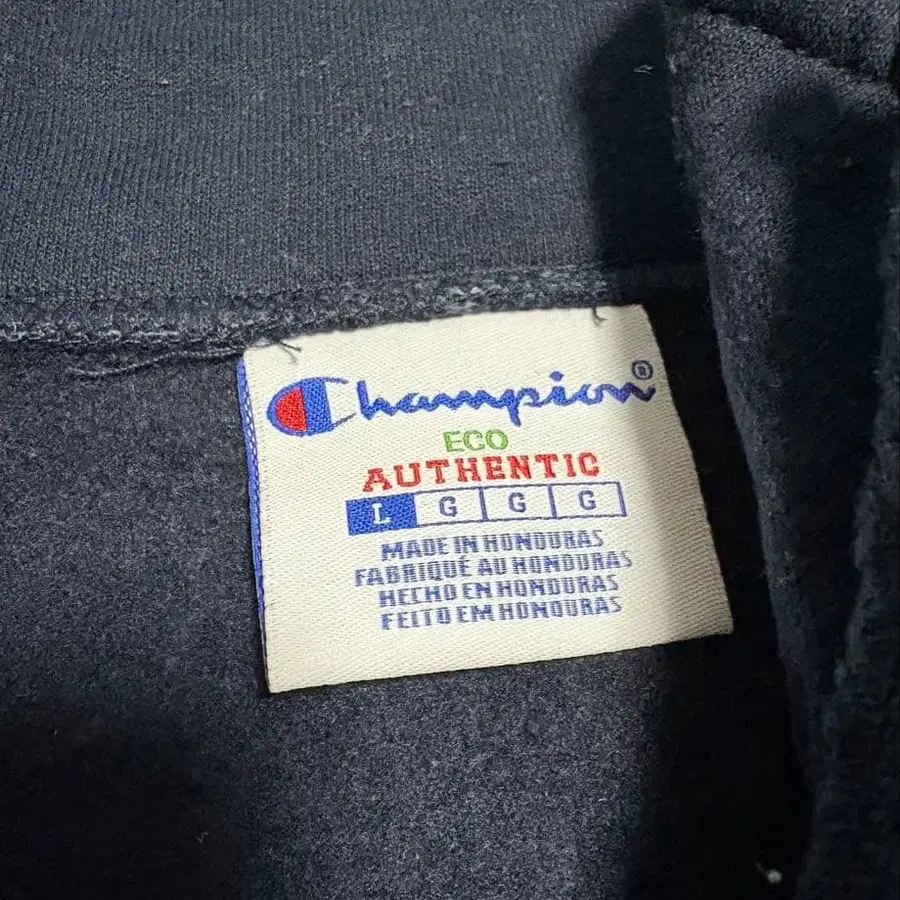 Champion®
ECO
AUTHENTIC
L G G G
MADE IN HONDURAS
FABRIQUÉ AU HONDURAS
HECHO EN HONDURAS
FEITO EM HONDURAS